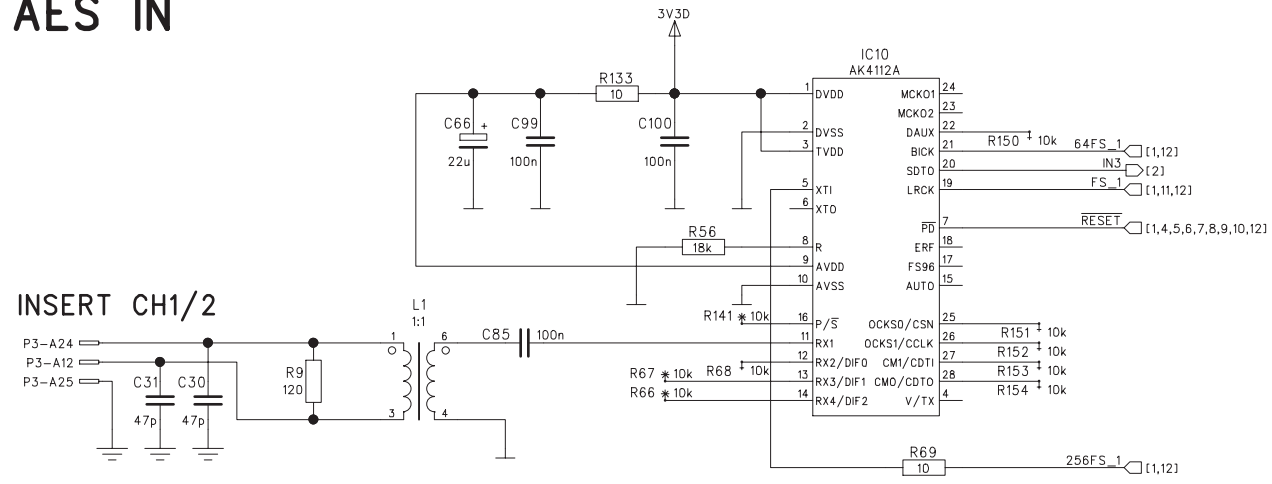 AES IN
3V3D
IC10
AK4112A
R133
10
C66
+
22u
C99
100n
C100
100n
1 DVDD
2 DVSS
3 TVDD
5 XTI
6 XTO
8 R
9 AVDD
10 AVSS
16 P/S̅
11 RX1
12 RX2/DIF0
13 RX3/DIF1
14 RX4/DIF2
MCKO1 24
MCKO2 23
DAUX 22
BICK 21
SDTO 20
LRCK 19
P̅D̅ 7
ERF 18
FS96 17
AUTO 15
OCKS0/CSN 25
OCKS1/CCLK 26
CM1/CDTI 27
CM0/CDTO 28
V/TX 4
R150 10k
64FS_1 [1,12]
IN3 [2]
FS_1 [1,11,12]
R̅E̅S̅E̅T̅ [1,4,5,6,7,8,9,10,12]
R56
18k
R141 * 10k
R68 10k
R67 * 10k
R66 * 10k
R151 10k
R152 10k
R153 10k
R154 10k
R69
10
256FS_1 [1,12]
INSERT CH1/2
P3-A24
P3-A12
P3-A25
C31
47p
C30
47p
R9
120
L1
1:1
1
3
6
4
C85 100n